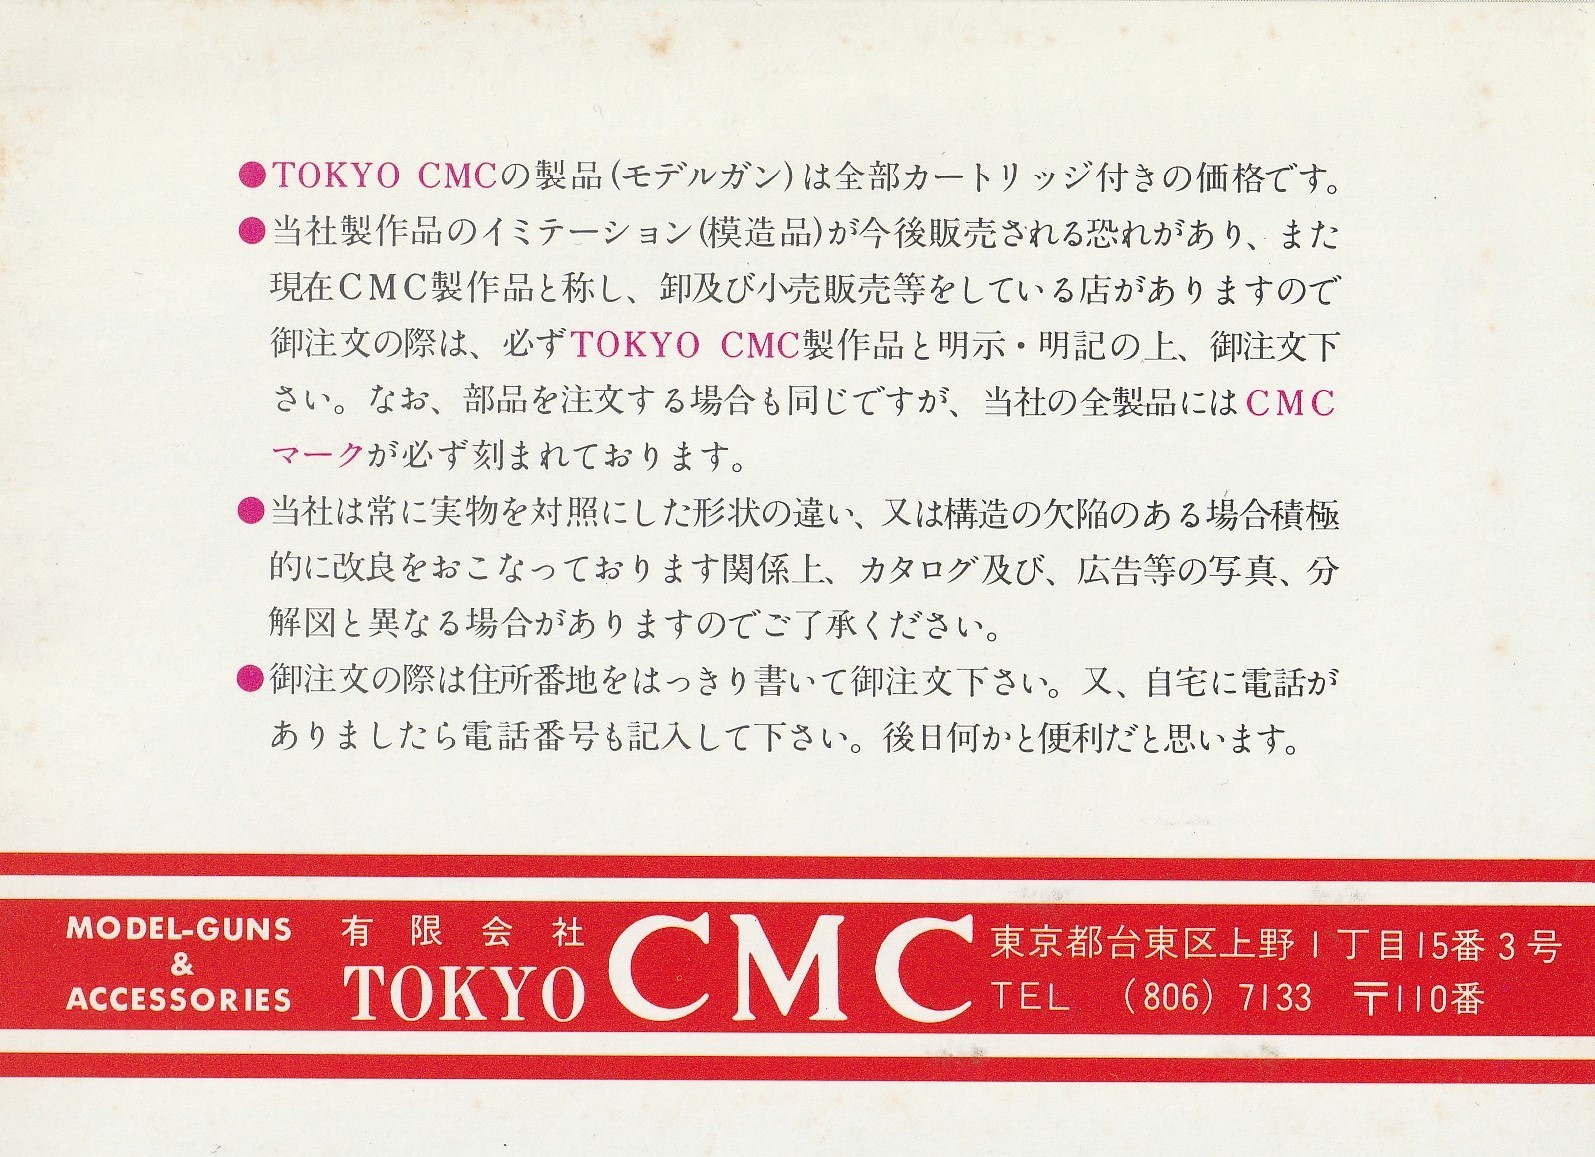 ●TOKYO CMCの製品(モデルガン)は全部カートリッジ付きの価格です。
●当社製作品のイミテーション(模造品)が今後販売される恐れがあり、また
現在CMC製作品と称し、卸及び小売販売等をしている店がありますので
御注文の際は、必ずTOKYO CMC製作品と明示・明記の上、御注文下
さい。なお、部品を注文する場合も同じですが、当社の全製品にはCMC
マークが必ず刻まれております。
●当社は常に実物を対照にした形状の違い、又は構造の欠陥のある場合積極
的に改良をおこなっております関係上、カタログ及び、広告等の写真、分
解図と異なる場合がありますのでご了承ください。
●御注文の際は住所番地をはっきり書いて御注文下さい。又、自宅に電話が
ありましたら電話番号も記入して下さい。後日何かと便利だと思います。
MODEL-GUNS
&
ACCESSORIES
有限会社
TOKYO
CMC
東京都台東区上野1丁目15番3号
TEL (806) 7133 〒110番